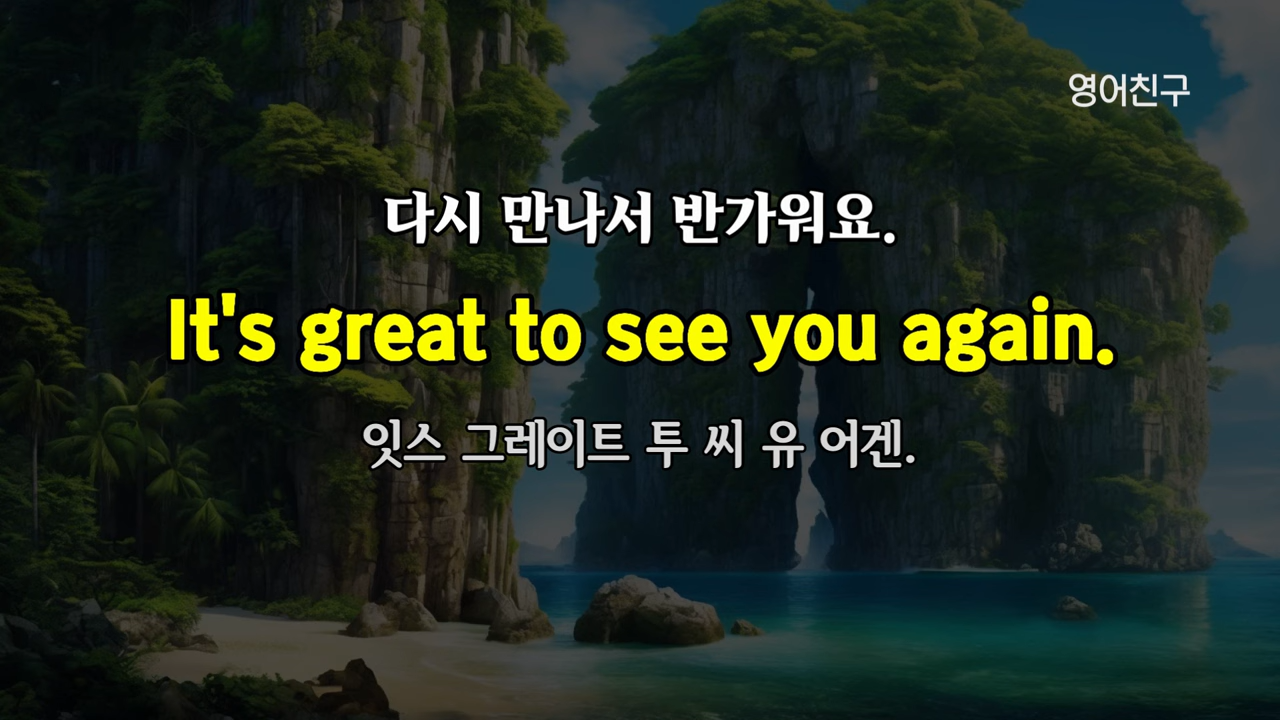 영어친구
다시 만나서 반가워요.
It's great to see you again.
잇스 그레이트 투 씨 유 어겐.